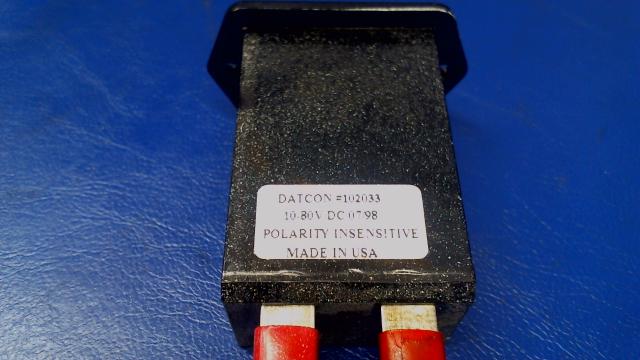 DATCON #102033
10-80V DC 07/98
POLARITY INSENSITIVE
MADE IN USA